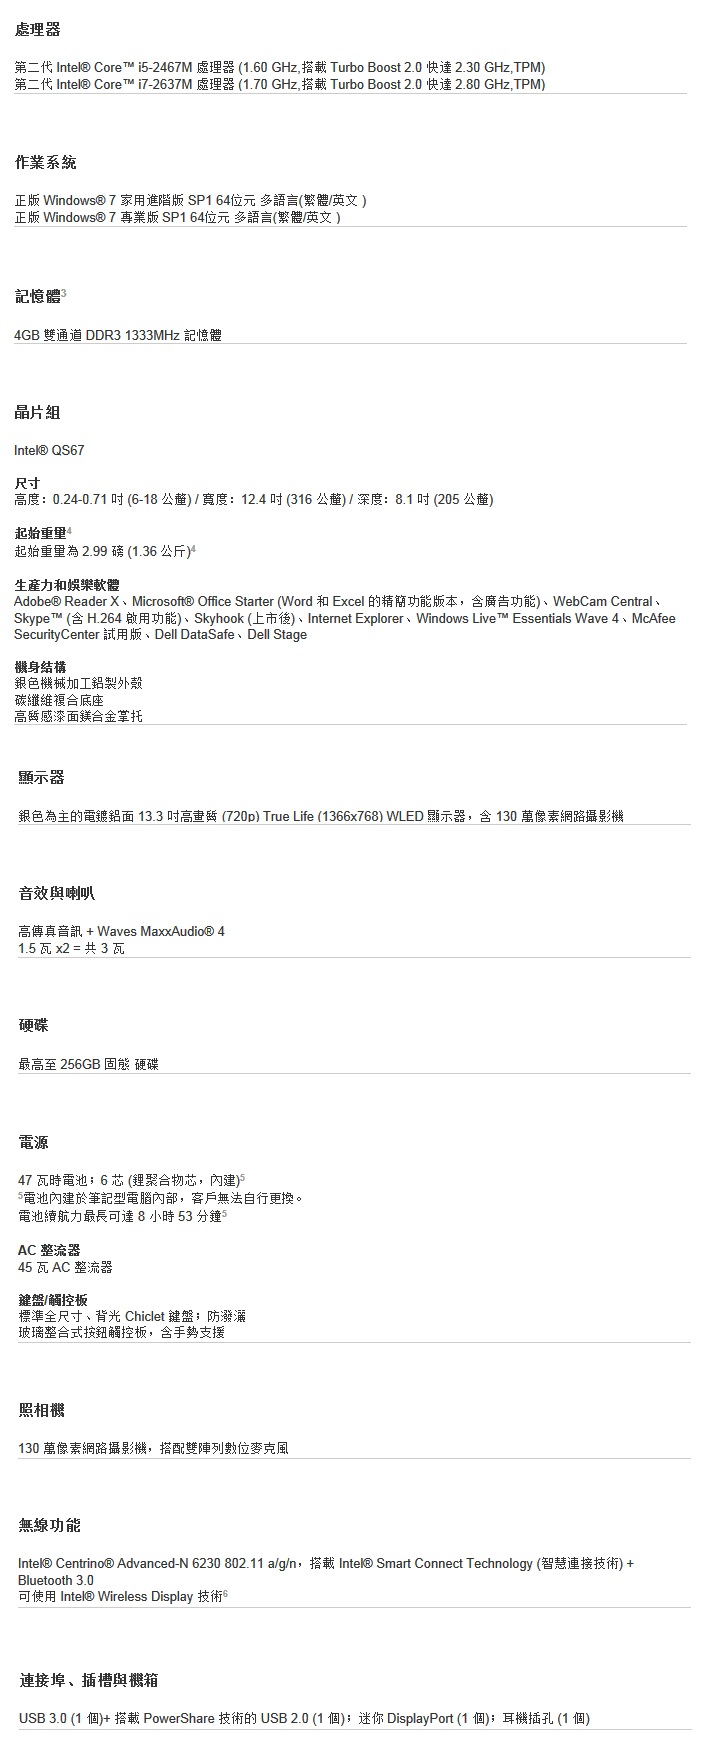 處理器
第二代 Intel® Core™ i5-2467M 處理器 (1.60 GHz,搭載 Turbo Boost 2.0 快達 2.30 GHz,TPM)
第二代 Intel® Core™ i7-2637M 處理器 (1.70 GHz,搭載 Turbo Boost 2.0 快達 2.80 GHz,TPM)
作業系統
正版 Windows® 7 家用進階版 SP1 64位元 多語言(繁體/英文 )
正版 Windows® 7 專業版 SP1 64位元 多語言(繁體/英文 )
記憶體³
4GB 雙通道 DDR3 1333MHz 記憶體
晶片組
Intel® QS67
尺寸
高度：0.24-0.71 吋 (6-18 公釐) / 寬度：12.4 吋 (316 公釐) / 深度：8.1 吋 (205 公釐)
起始重量⁴
起始重量為 2.99 磅 (1.36 公斤)⁴
生產力和娛樂軟體
Adobe® Reader X、Microsoft® Office Starter (Word 和 Excel 的精簡功能版本，含廣告功能)、WebCam Central、
Skype™ (含 H.264 啟用功能)、Skyhook (上市後)、Internet Explorer、Windows Live™ Essentials Wave 4、McAfee
SecurityCenter 試用版、Dell DataSafe、Dell Stage
機身结構
銀色機械加工鋁製外殼
碳纖維複合底座
高質感漆面鎂合金掌托
顯示器
銀色為主的電鍍鋁面 13.3 吋高畫質 (720p) True Life (1366x768) WLED 顯示器，含 130 萬像素網路攝影機
音效與喇叭
高傳真音訊 + Waves MaxxAudio® 4
1.5 瓦 x2 = 共 3 瓦
硬碟
最高至 256GB 固態 硬碟
電源
47 瓦時電池；6 芯 (鋰聚合物芯，內建)⁵
⁵電池內建於筆記型電腦內部，客戶無法自行更換。
電池續航力最長可達 8 小時 53 分鐘⁵
AC 整流器
45 瓦 AC 整流器
鍵盤/觸控板
標準全尺寸、背光 Chiclet 鍵盤；防潑灑
玻璃整合式按鈕觸控板，含手勢支援
照相機
130 萬像素網路攝影機，搭配雙陣列數位麥克風
無線功能
Intel® Centrino® Advanced-N 6230 802.11 a/g/n，搭載 Intel® Smart Connect Technology (智慧連接技術) +
Bluetooth 3.0
可使用 Intel® Wireless Display 技術⁶
連接埠、插槽與機箱
USB 3.0 (1 個)+ 搭載 PowerShare 技術的 USB 2.0 (1 個)；迷你 DisplayPort (1 個)；耳機插孔 (1 個)